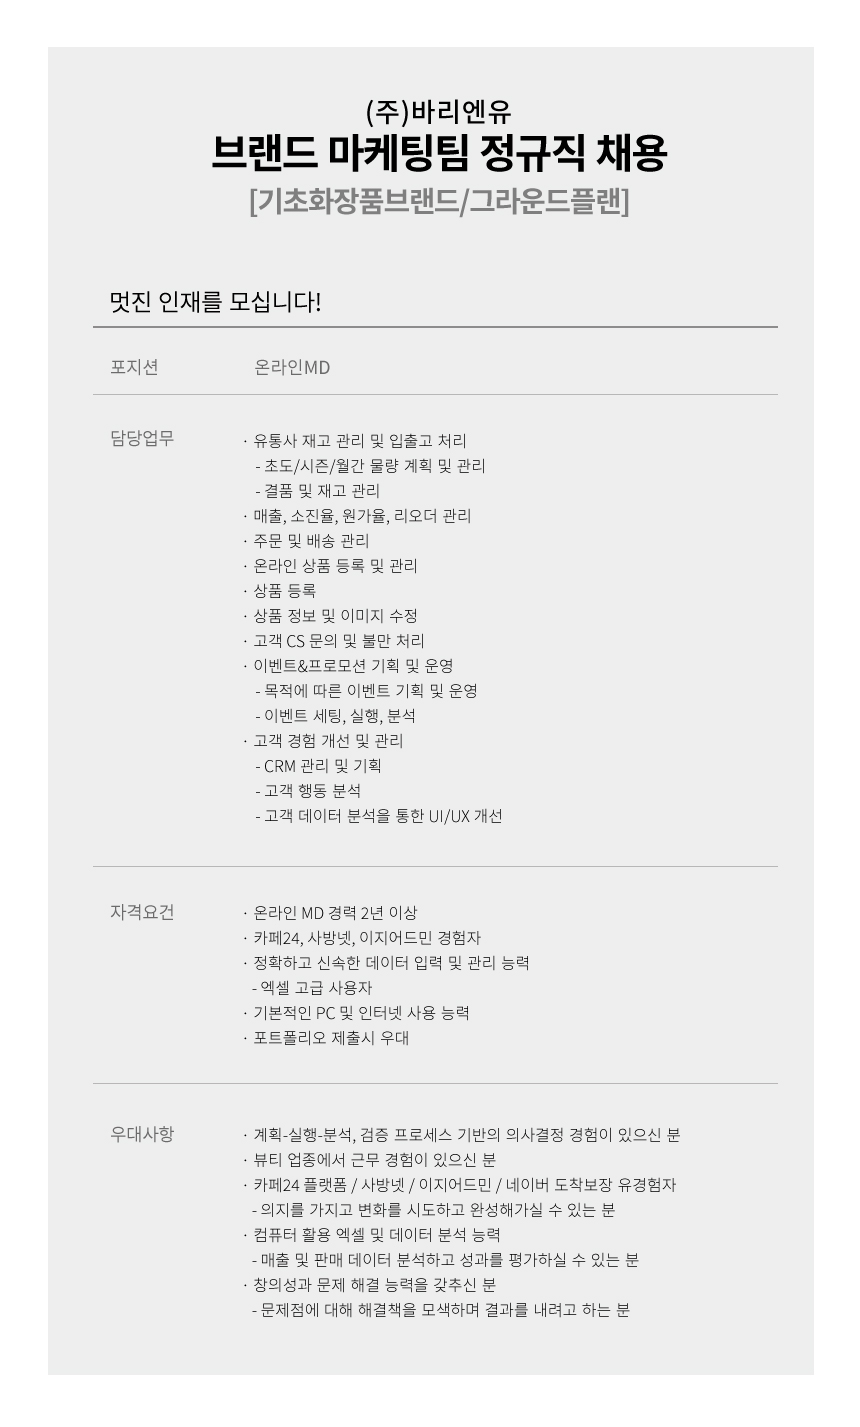 (주)바리엔유
브랜드 마케팅팀 정규직 채용
[기초화장품브랜드/그라운드플랜]
멋진 인재를 모십니다!
포지션 온라인MD
담당업무 · 유통사 재고 관리 및 입출고 처리
- 초도/시즌/월간 물량 계획 및 관리
- 결품 및 재고 관리
· 매출, 소진율, 원가율, 리오더 관리
· 주문 및 배송 관리
· 온라인 상품 등록 및 관리
· 상품 등록
· 상품 정보 및 이미지 수정
· 고객 CS 문의 및 불만 처리
· 이벤트&프로모션 기획 및 운영
- 목적에 따른 이벤트 기획 및 운영
- 이벤트 세팅, 실행, 분석
· 고객 경험 개선 및 관리
- CRM 관리 및 기획
- 고객 행동 분석
- 고객 데이터 분석을 통한 UI/UX 개선
자격요건 · 온라인 MD 경력 2년 이상
· 카페24, 사방넷, 이지어드민 경험자
· 정확하고 신속한 데이터 입력 및 관리 능력
- 엑셀 고급 사용자
· 기본적인 PC 및 인터넷 사용 능력
· 포트폴리오 제출시 우대
우대사항 · 계획-실행-분석, 검증 프로세스 기반의 의사결정 경험이 있으신 분
· 뷰티 업종에서 근무 경험이 있으신 분
· 카페24 플랫폼 / 사방넷 / 이지어드민 / 네이버 도착보장 유경험자
- 의지를 가지고 변화를 시도하고 완성해가실 수 있는 분
· 컴퓨터 활용 엑셀 및 데이터 분석 능력
- 매출 및 판매 데이터 분석하고 성과를 평가하실 수 있는 분
· 창의성과 문제 해결 능력을 갖추신 분
- 문제점에 대해 해결책을 모색하며 결과를 내려고 하는 분